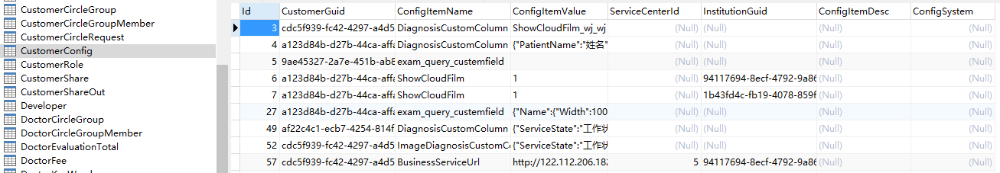 CustomerCircleGroup
CustomerCircleGroupMember
CustomerCircleRequest
CustomerConfig
CustomerRole
CustomerShare
CustomerShareOut
Developer
DoctorCircleGroup
DoctorCircleGroupMember
DoctorEvaluationTotal
DoctorFee
Id CustomerGuid ConfigItemName ConfigItemValue ServiceCenterId InstitutionGuid ConfigItemDesc ConfigSystem
3 cdc5f939-fc42-4297-a4d5 DiagnosisCustomColumn ShowCloudFilm_wj_wj (Null) (Null) (Null) (Null)
4 a123d84b-d27b-44ca-affa DiagnosisCustomColumn {"PatientName":"姓名" (Null) (Null) (Null) (Null)
5 9ae45327-2a7e-451b-ab8 exam_query_custemfield (Null) (Null) (Null) (Null)
6 a123d84b-d27b-44ca-affa ShowCloudFilm 1 (Null) 94117694-8ecf-4792-9a86 (Null) (Null)
7 a123d84b-d27b-44ca-affa ShowCloudFilm 1 (Null) 1b43fd4c-fb19-4078-859f (Null) (Null)
27 a123d84b-d27b-44ca-affa exam_query_custemfield {"Name":{"Width":100 (Null) (Null) (Null) (Null)
49 af22c4c1-ecb7-4254-814f DiagnosisCustomColumn {"ServiceState":"工作状 (Null) (Null) (Null) (Null)
52 cdc5f939-fc42-4297-a4d5 ImageDiagnosisCustomCo {"ServiceState":"工作状 (Null) (Null) (Null) (Null)
57 cdc5f939-fc42-4297-a4d5 BusinessServiceUrl http://122.112.206.182 5 94117694-8ecf-4792-9a86 (Null) (Null)